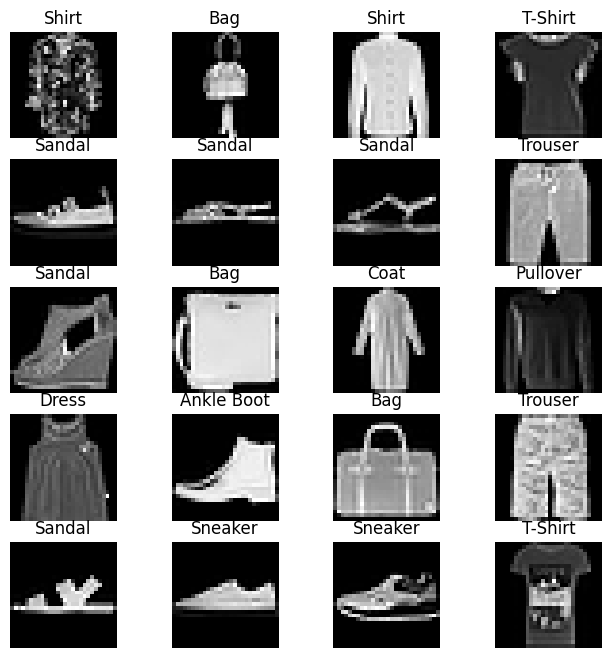 Shirt Bag Shirt T-Shirt
Sandal Sandal Sandal Trouser
Sandal Bag Coat Pullover
Dress Ankle Boot Bag Trouser
Sandal Sneaker Sneaker T-Shirt